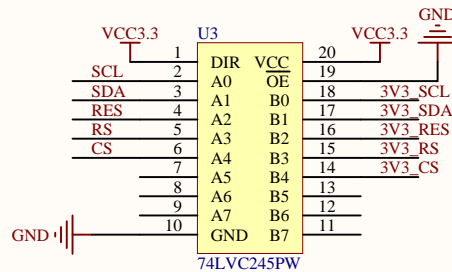 GND
U3
VCC3.3 VCC3.3
1 DIR VCC 20
SCL 2 A0 OE 19
SDA 3 A1 B0 18 3V3_SCL
RES 4 A2 B1 17 3V3_SDA
RS 5 A3 B2 16 3V3_RES
CS 6 A4 B3 15 3V3_RS
7 A5 B4 14 3V3_CS
8 A6 B5 13
9 A7 B6 12
GND 10 GND B7 11
74LVC245PW